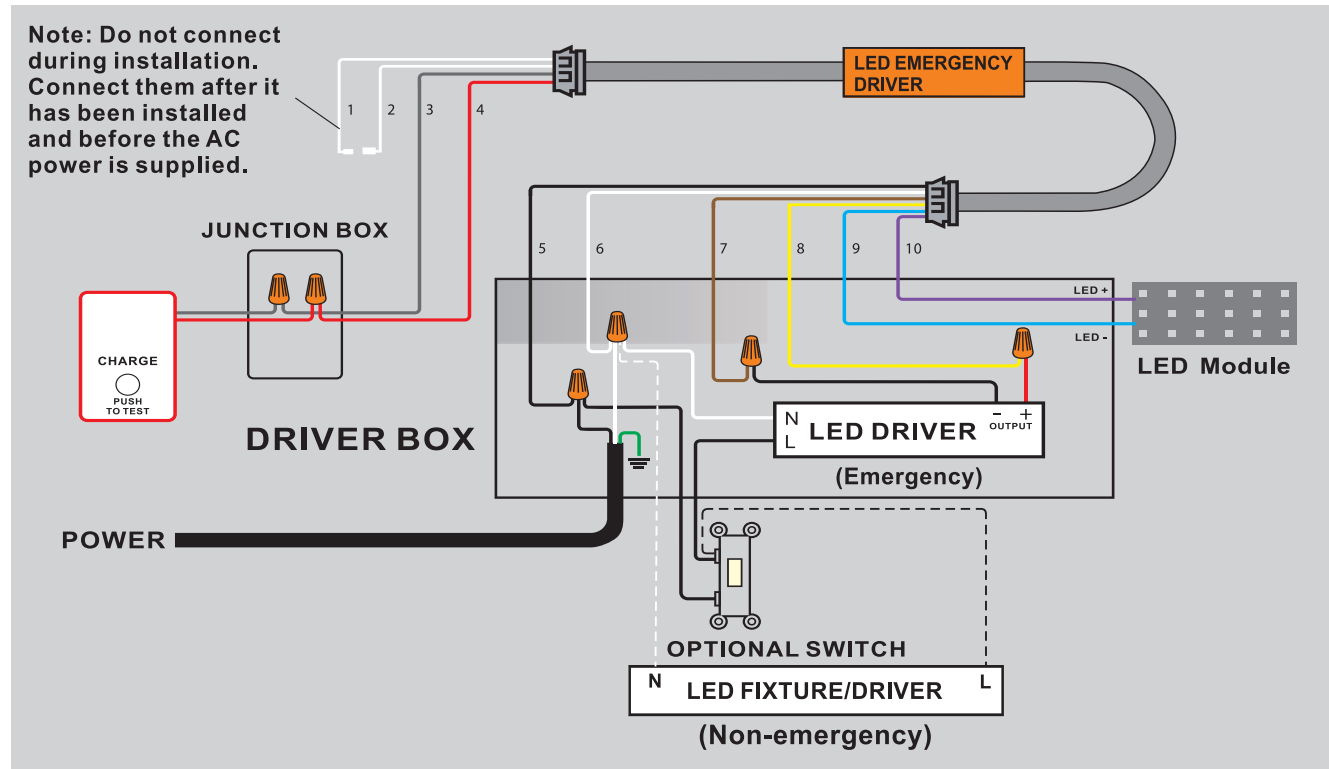 Note: Do not connect
during installation.
Connect them after it
has been installed
and before the AC
power is supplied.
LED EMERGENCY
DRIVER
1 2 3 4
JUNCTION BOX
5 6 7 8 9 10
LED +
LED -
LED Module
CHARGE
PUSH
TO TEST
DRIVER BOX
N
L
LED DRIVER
- +
OUTPUT
(Emergency)
POWER
OPTIONAL SWITCH
N LED FIXTURE/DRIVER L
(Non-emergency)